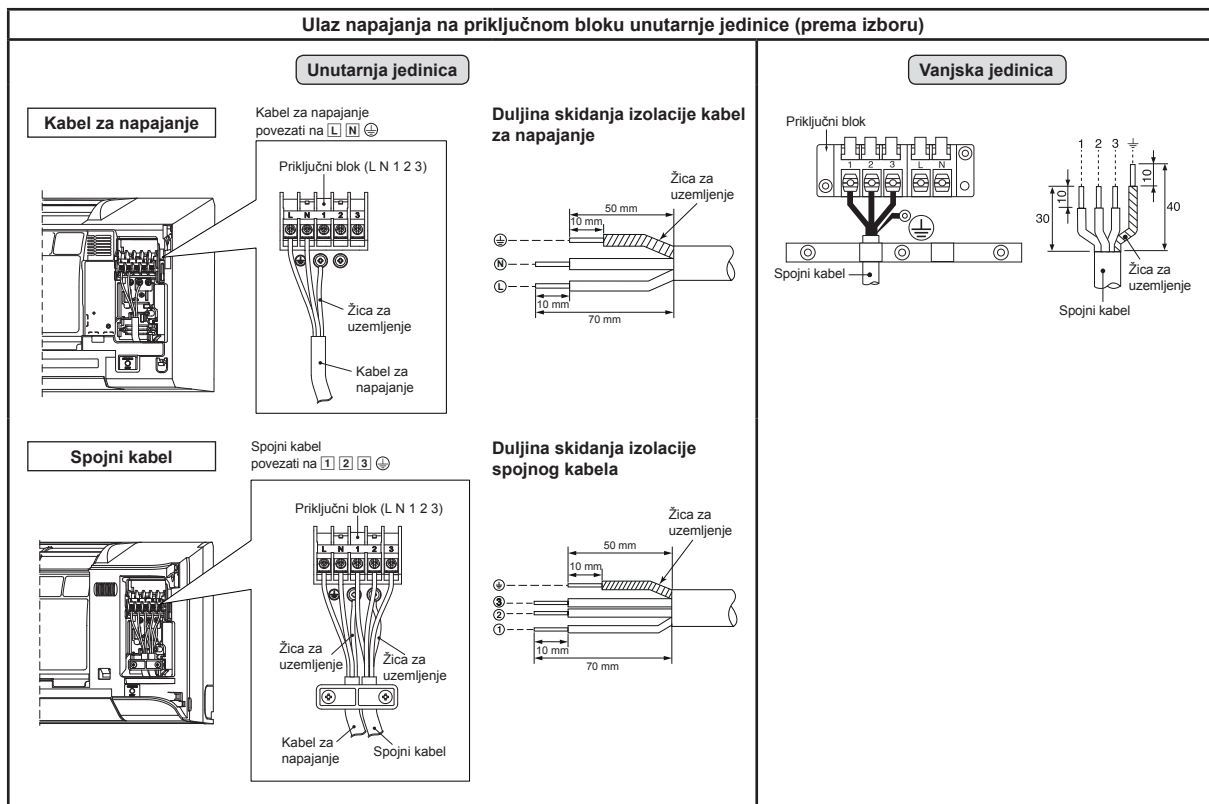 Ulaz napajanja na priključnom bloku unutarnje jedinice (prema izboru)
Unutarnja jedinica
Kabel za napajanje
Kabel za napajanje
povezati na L N ⏚
Priključni blok (L N 1 2 3)
L N 1 2 3
Žica za
uzemljenje
Kabel za
napajanje
Duljina skidanja izolacije kabel
za napajanje
Žica za
uzemljenje
50 mm
10 mm
⏚
N
L
10 mm
70 mm
Spojni kabel
Spojni kabel
povezati na 1 2 3 ⏚
Priključni blok (L N 1 2 3)
L N 1 2 3
Žica za
uzemljenje
Žica za
uzemljenje
Kabel za
napajanje
Spojni kabel
Duljina skidanja izolacije
spojnog kabela
Žica za
uzemljenje
50 mm
10 mm
⏚
3
2
1
10 mm
70 mm
Vanjska jedinica
Priključni blok
1 2 3 L N
⏚
Spojni kabel
1 2 3 ⏚
10
10
30
40
Žica za
uzemljenje
Spojni kabel